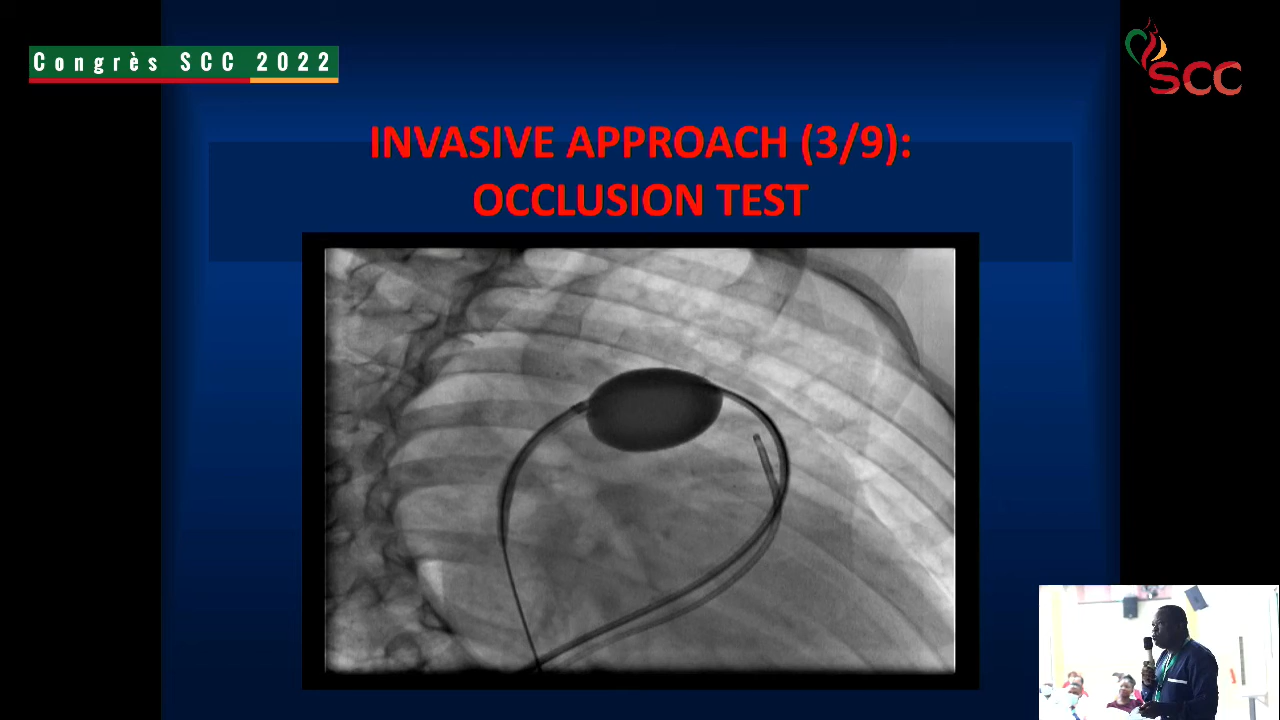 Congrès SCC 2022
SCC
INVASIVE APPROACH (3/9):
OCCLUSION TEST